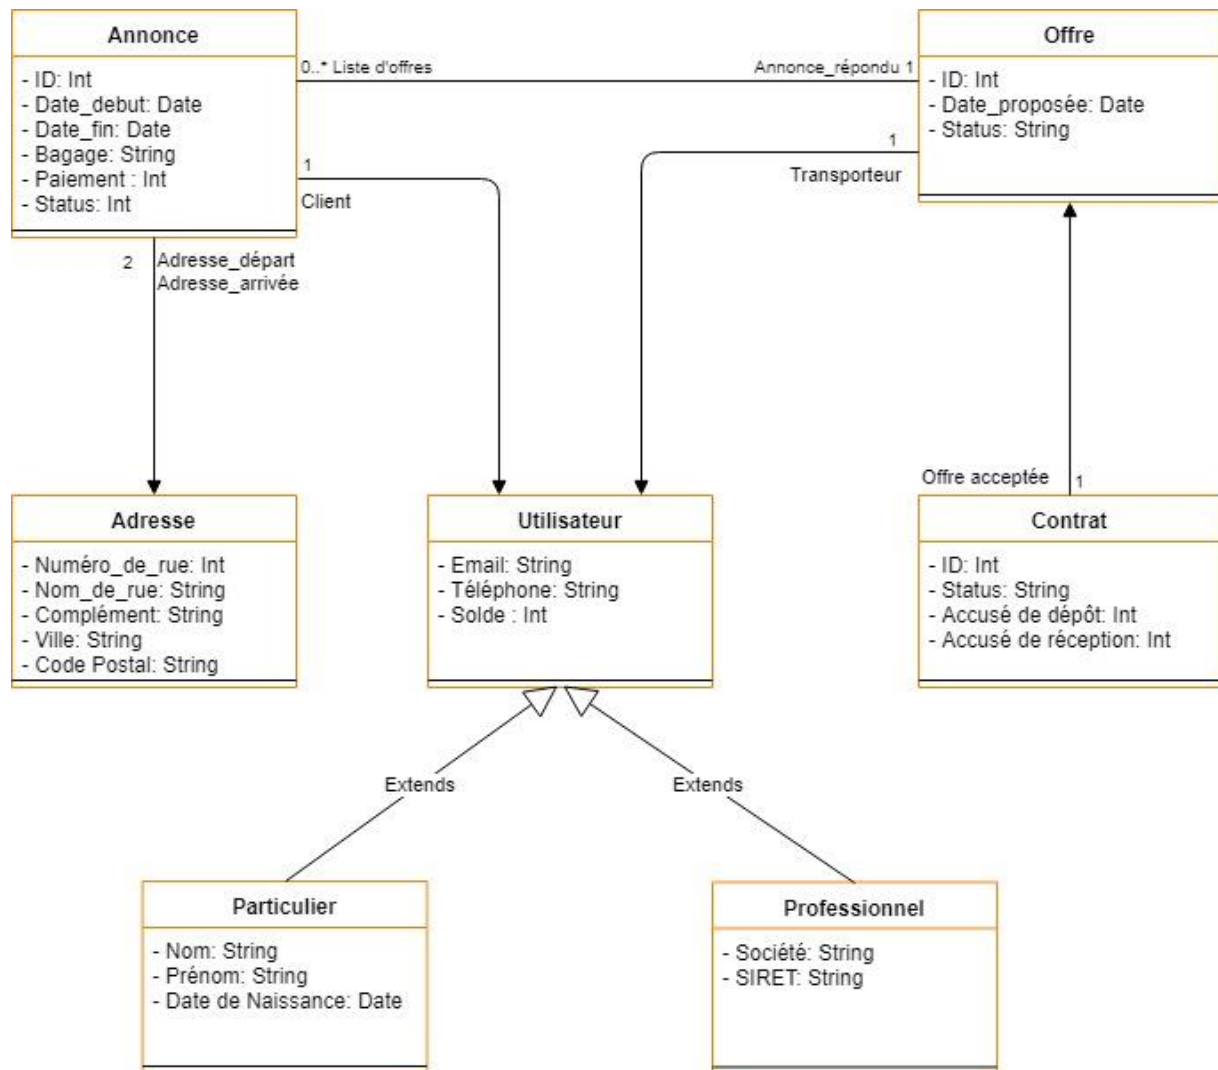 Annonce
- ID: Int
- Date_debut: Date
- Date_fin: Date
- Bagage: String
- Paiement : Int
- Status: Int
0..* Liste d'offres
Annonce_répondu 1
Offre
- ID: Int
- Date_proposée: Date
- Status: String
1
Client
1
Transporteur
2
Adresse_départ
Adresse_arrivée
Adresse
- Numéro_de_rue: Int
- Nom_de_rue: String
- Complément: String
- Ville: String
- Code Postal: String
Utilisateur
- Email: String
- Téléphone: String
- Solde : Int
Offre acceptée
1
Contrat
- ID: Int
- Status: String
- Accusé de dépôt: Int
- Accusé de réception: Int
Extends
Extends
Particulier
- Nom: String
- Prénom: String
- Date de Naissance: Date
Professionnel
- Société: String
- SIRET: String